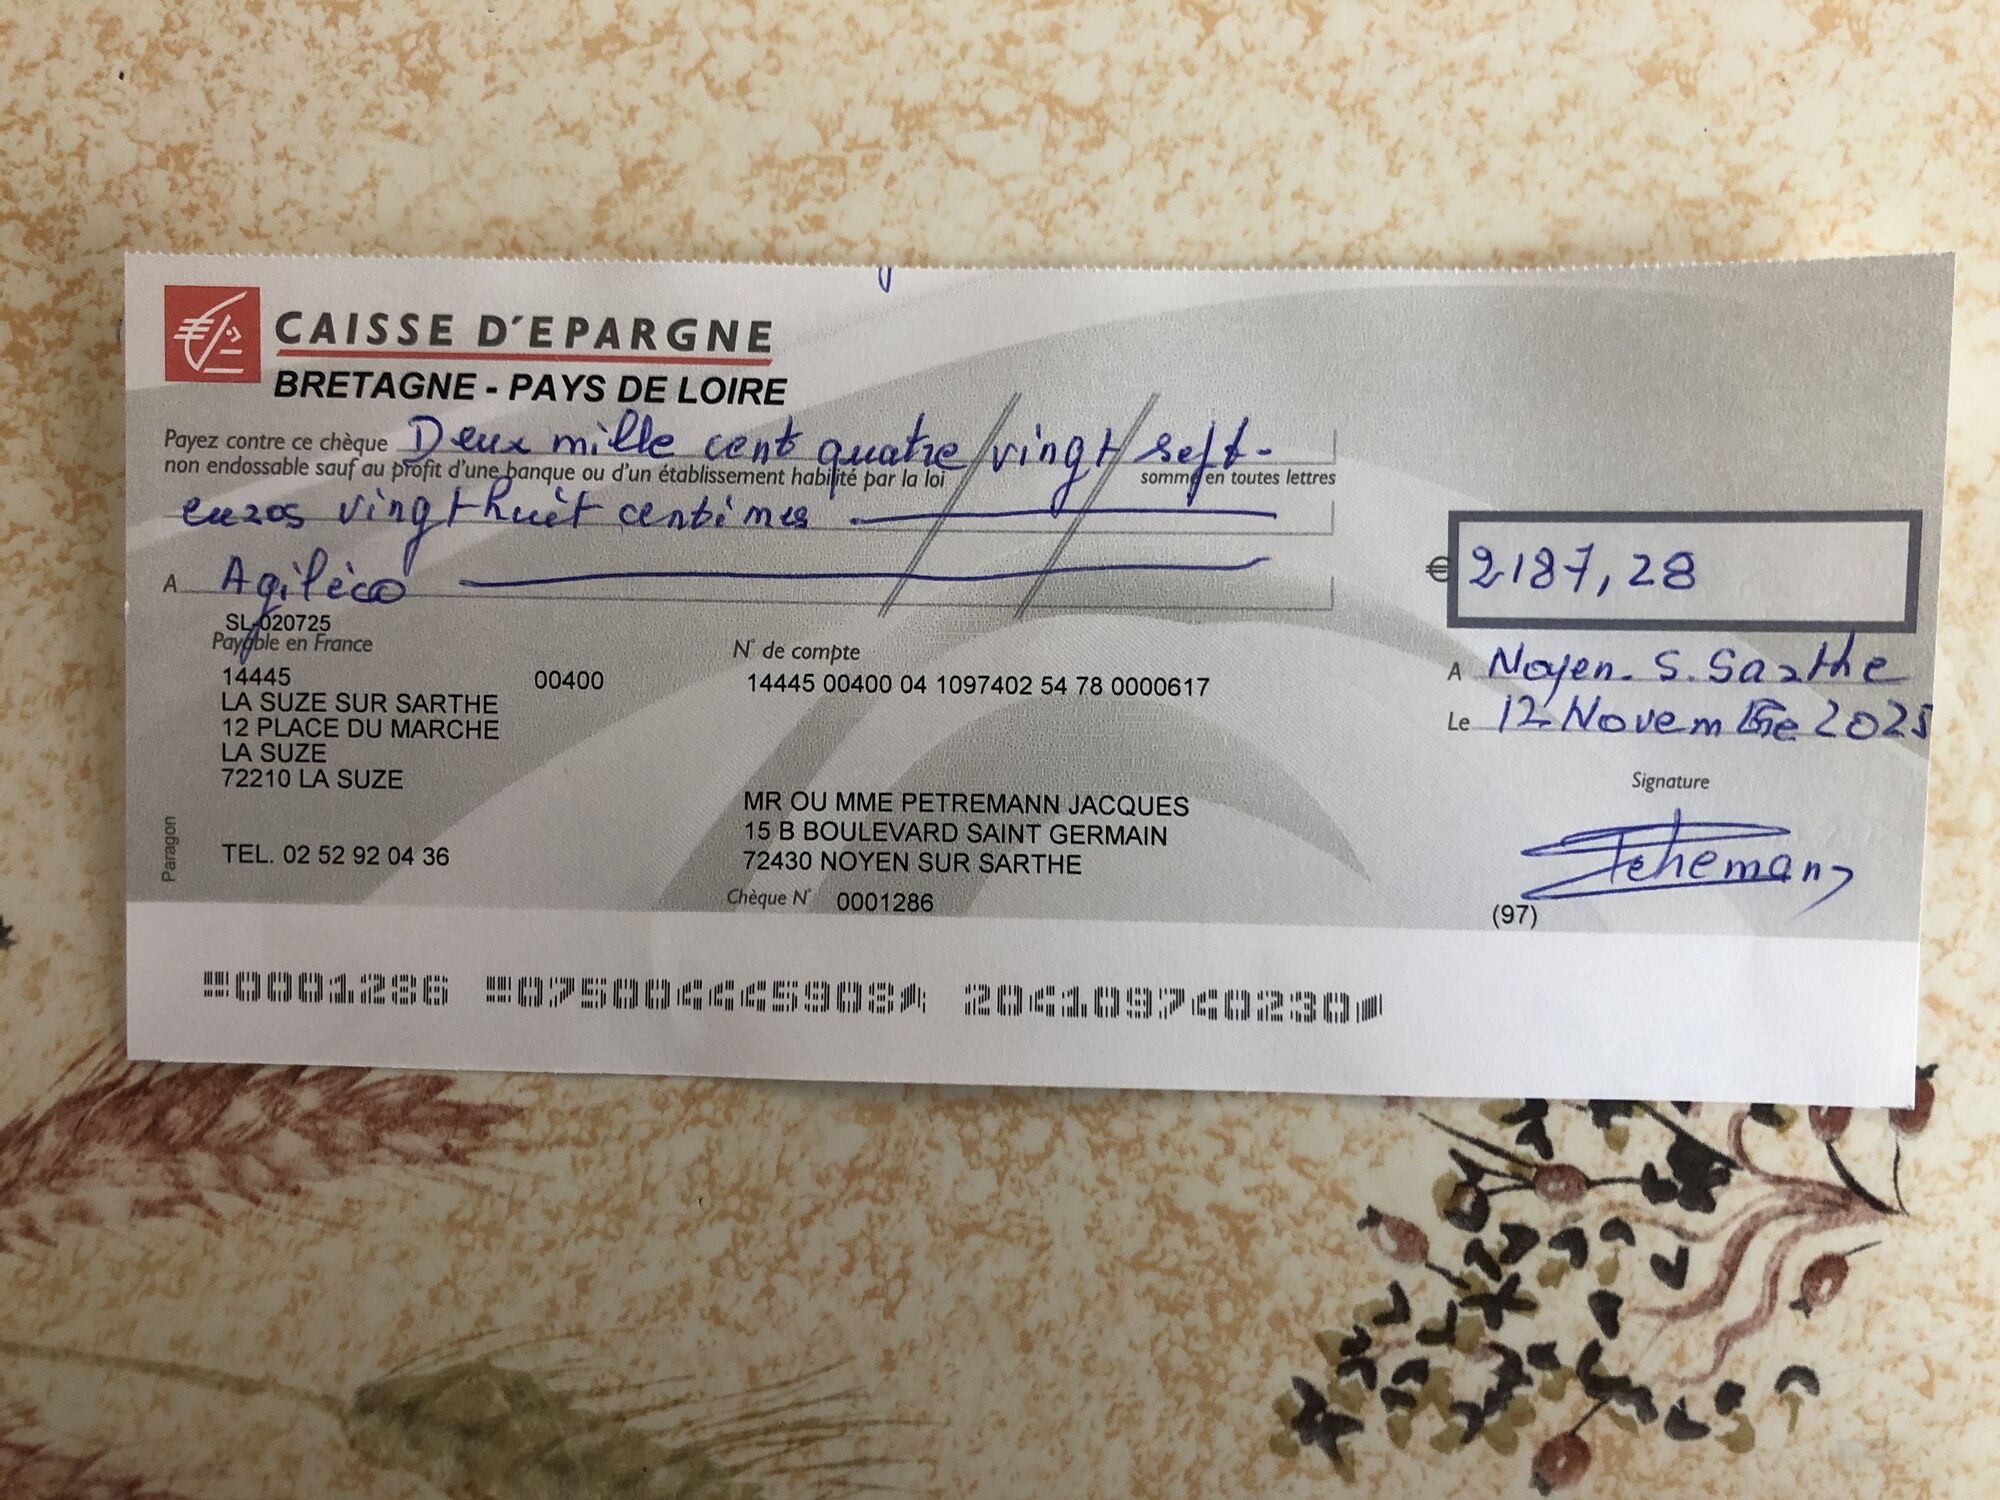 CAISSE D'EPARGNE
BRETAGNE - PAYS DE LOIRE
Payez contre ce chèque Deux mille cent quatre vingt sept-
non endossable sauf au profit d'une banque ou d'un établissement habilité par la loi
somme en toutes lettres
euros vingt huit centimes
A Agiléco
€ 2187,28
SL-020725
Payable en France
14445 00400
LA SUZE SUR SARTHE
12 PLACE DU MARCHE
LA SUZE
72210 LA SUZE
TEL. 02 52 92 04 36
Paragon
N° de compte
14445 00400 04 1097402 54 78 0000617
MR OU MME PETREMANN JACQUES
15 B BOULEVARD SAINT GERMAIN
72430 NOYEN SUR SARTHE
Chèque N° 0001286
A Noyen. S. Sarthe
Le 12 Novembre 2025
Signature
(97)
0001286 075004445908 204109740230